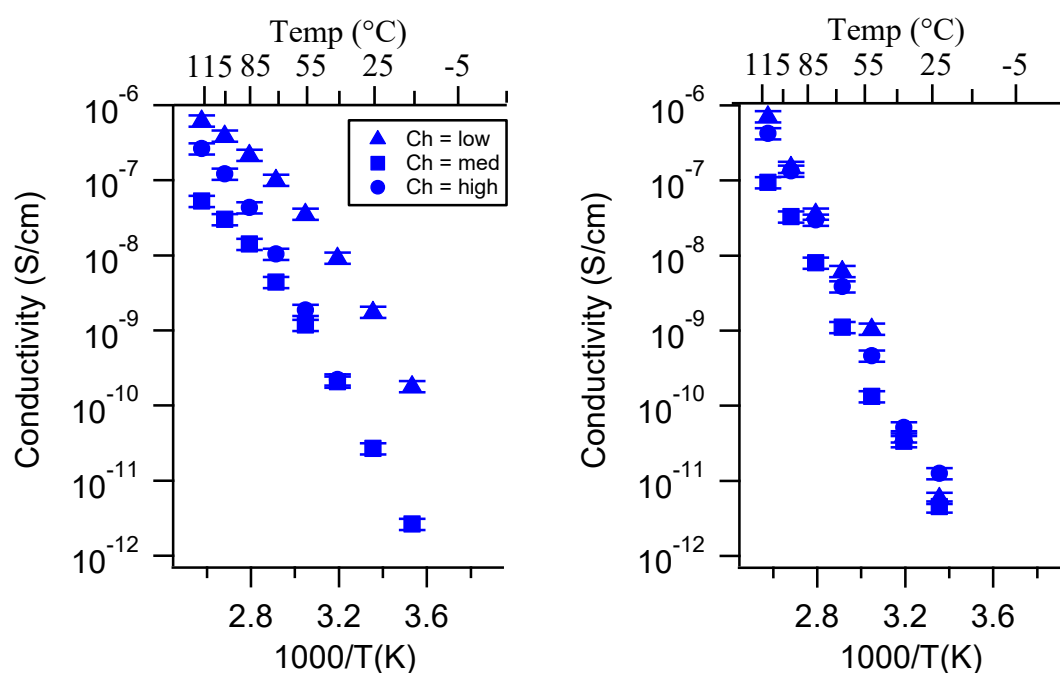 Temp (°C)
115 85 55 25 -5
10-6
10-7
10-8
10-9
10-10
10-11
10-12
Conductivity (S/cm)
Ch = low
Ch = med
Ch = high
2.8 3.2 3.6
1000/T(K)
Temp (°C)
115 85 55 25 -5
10-6
10-7
10-8
10-9
10-10
10-11
10-12
Conductivity (S/cm)
2.8 3.2 3.6
1000/T(K)